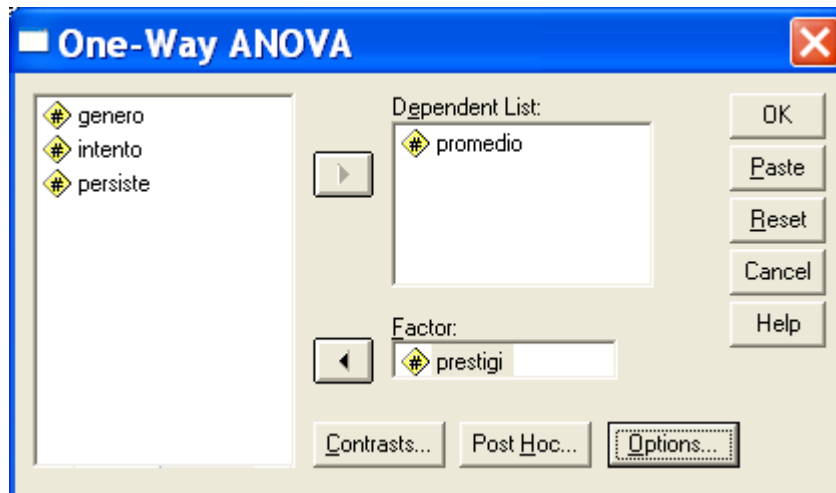 One-Way ANOVA
genero
intento
persiste
Dependent List:
promedio
Factor:
prestigi
OK
Paste
Reset
Cancel
Help
Contrasts...
Post Hoc...
Options...